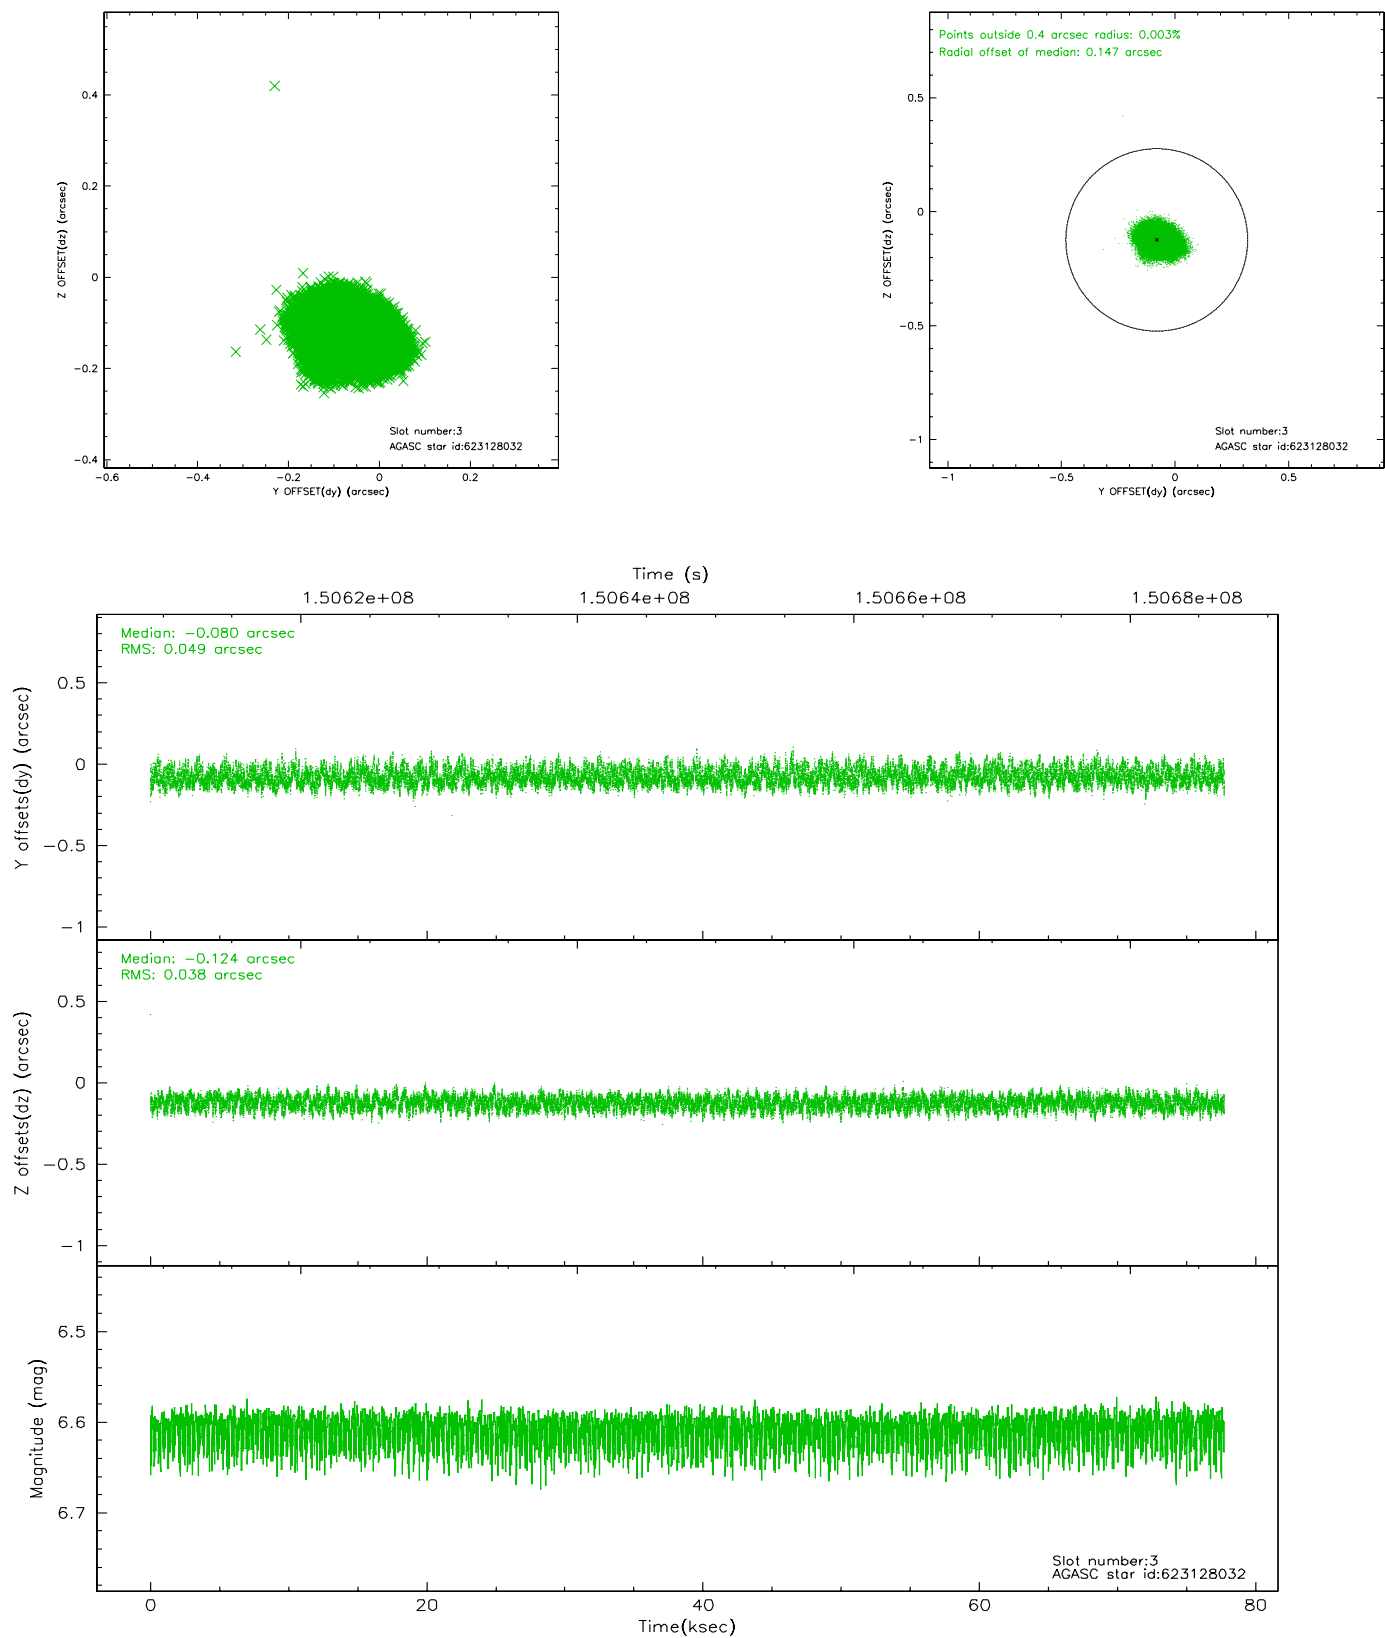 0.4
0.2
0
−0.2
−0.4
Z OFFSET(dz) (arcsec)
Slot number:3
AGASC star id:623128032
−0.6
−0.4
−0.2
0
0.2
Y OFFSET(dy) (arcsec)
Points outside 0.4 arcsec radius: 0.003%
Radial offset of median: 0.147 arcsec
0.5
0
−0.5
−1
Z OFFSET(dz) (arcsec)
Slot number:3
AGASC star id:623128032
−1
−0.5
0
0.5
Y OFFSET(dy) (arcsec)
Time (s)
1.5062e+08
1.5064e+08
1.5066e+08
1.5068e+08
Median: −0.080 arcsec
RMS: 0.049 arcsec
0.5
0
−0.5
−1
Y offsets(dy) (arcsec)
Median: −0.124 arcsec
RMS: 0.038 arcsec
0.5
0
−0.5
−1
Z offsets(dz) (arcsec)
6.5
6.6
6.7
Magnitude (mag)
Slot number:3
AGASC star id:623128032
0
20
40
60
80
Time(ksec)